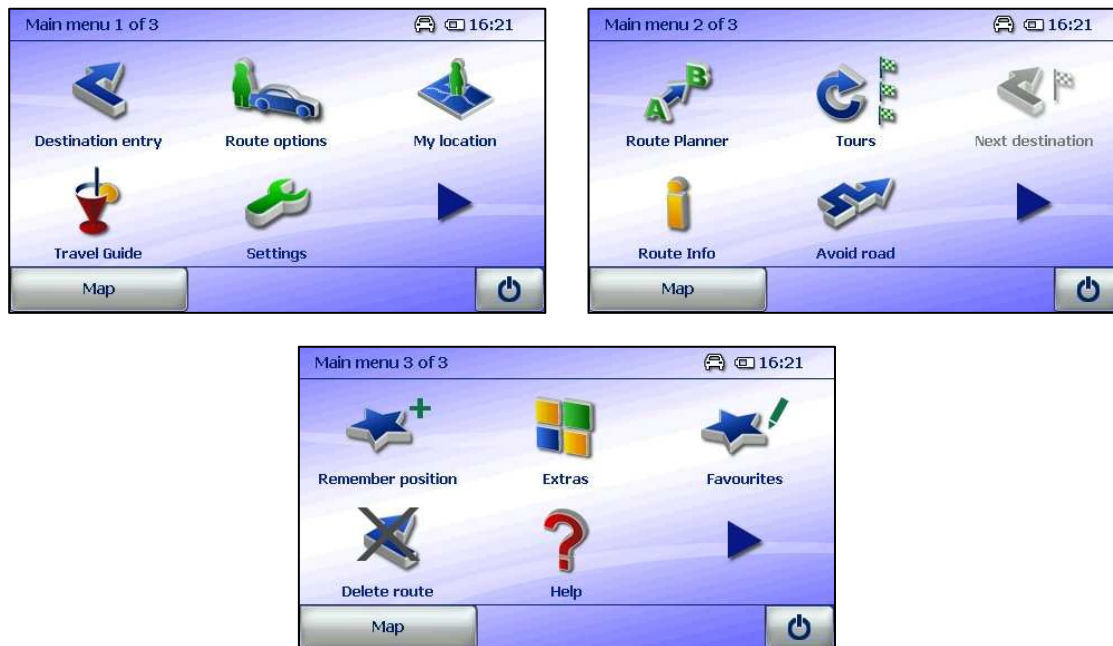 Main menu 1 of 3 16:21
Destination entry Route options My location
Travel Guide Settings
Map
Main menu 2 of 3 16:21
Route Planner Tours Next destination
Route Info Avoid road
Map
Main menu 3 of 3 16:21
Remember position Extras Favourites
Delete route Help
Map